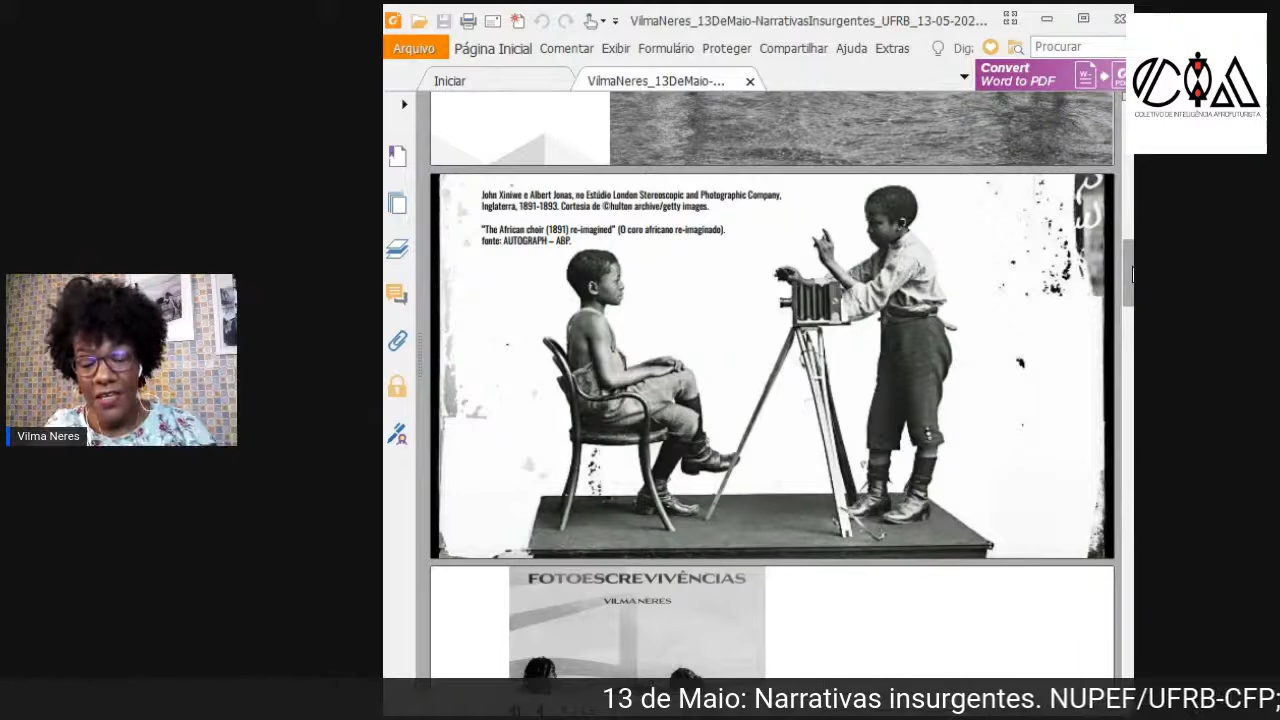 VilmaNeres_13DeMaio-NarrativasInsurgentes_UFRB_13-05-202...
Arquivo
Página Inicial
Comentar
Exibir
Formulário
Proteger
Compartilhar
Ajuda
Extras
Dig:
Procurar
Iniciar
VilmaNeres_13DeMaio-...
Convert
Word to PDF
COLETIVO DE INTELIGÊNCIA AFROFUTURISTA
John Xiniwe e Albert Jonas, no Estúdio London Stereoscopic and Photographic Company,
Inglaterra, 1891-1893. Cortesia de ©hulton archive/getty images.
"The African choir (1891) re-imagined" (O coro africano re-imaginado).
fonte: AUTOGRAPH – ABP.
Vilma Neres
FOTOESCREVIVÊNCIAS
VILMA NERES
13 de Maio: Narrativas insurgentes. NUPEF/UFRB-CFP;